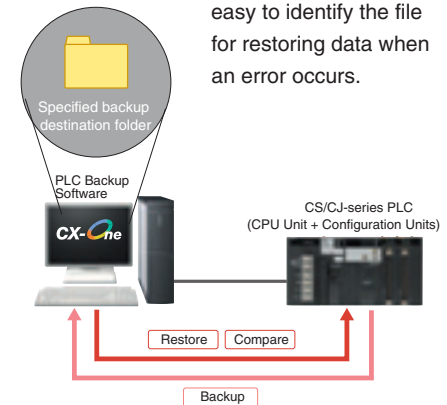 easy to identify the file
for restoring data when
an error occurs.
Specified backup
destination folder
PLC Backup
Software
CX-One
CS/CJ-series PLC
(CPU Unit + Configuration Units)
Restore
Compare
Backup